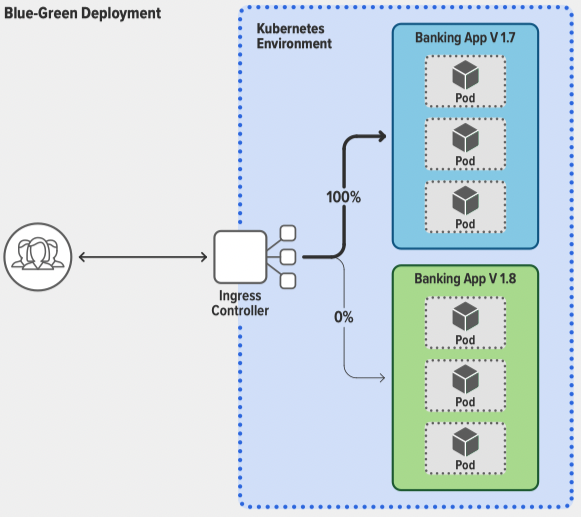 Blue-Green Deployment
Kubernetes
Environment
Banking App V 1.7
Pod
Pod
Pod
100%
Ingress
Controller
0%
Banking App V 1.8
Pod
Pod
Pod